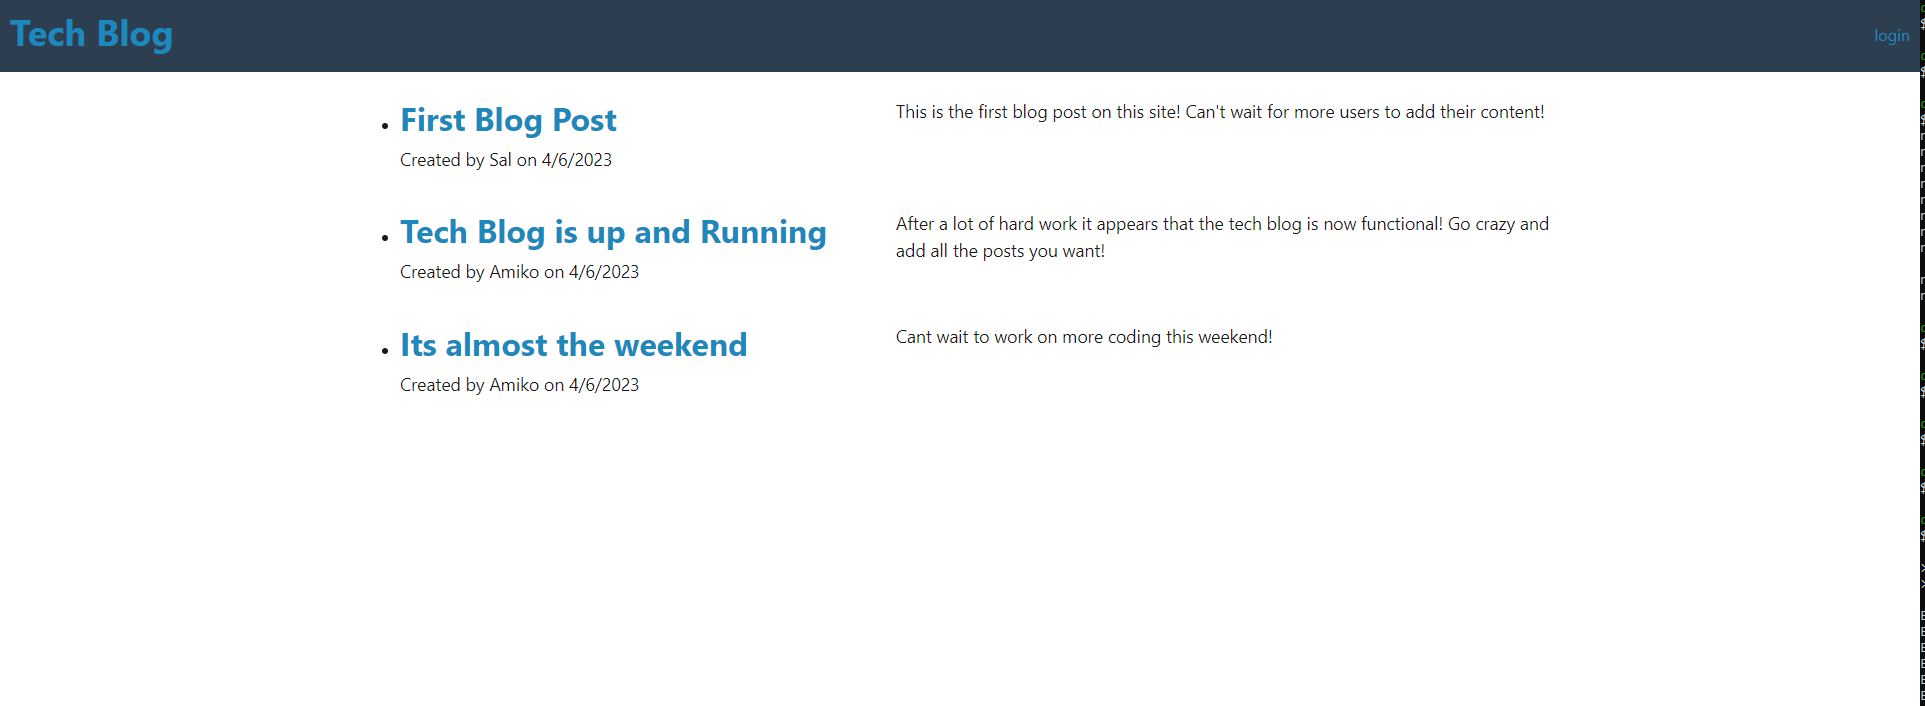 Tech Blog
login
First Blog Post
This is the first blog post on this site! Can't wait for more users to add their content!
Created by Sal on 4/6/2023
Tech Blog is up and Running
After a lot of hard work it appears that the tech blog is now functional! Go crazy and
add all the posts you want!
Created by Amiko on 4/6/2023
Its almost the weekend
Cant wait to work on more coding this weekend!
Created by Amiko on 4/6/2023